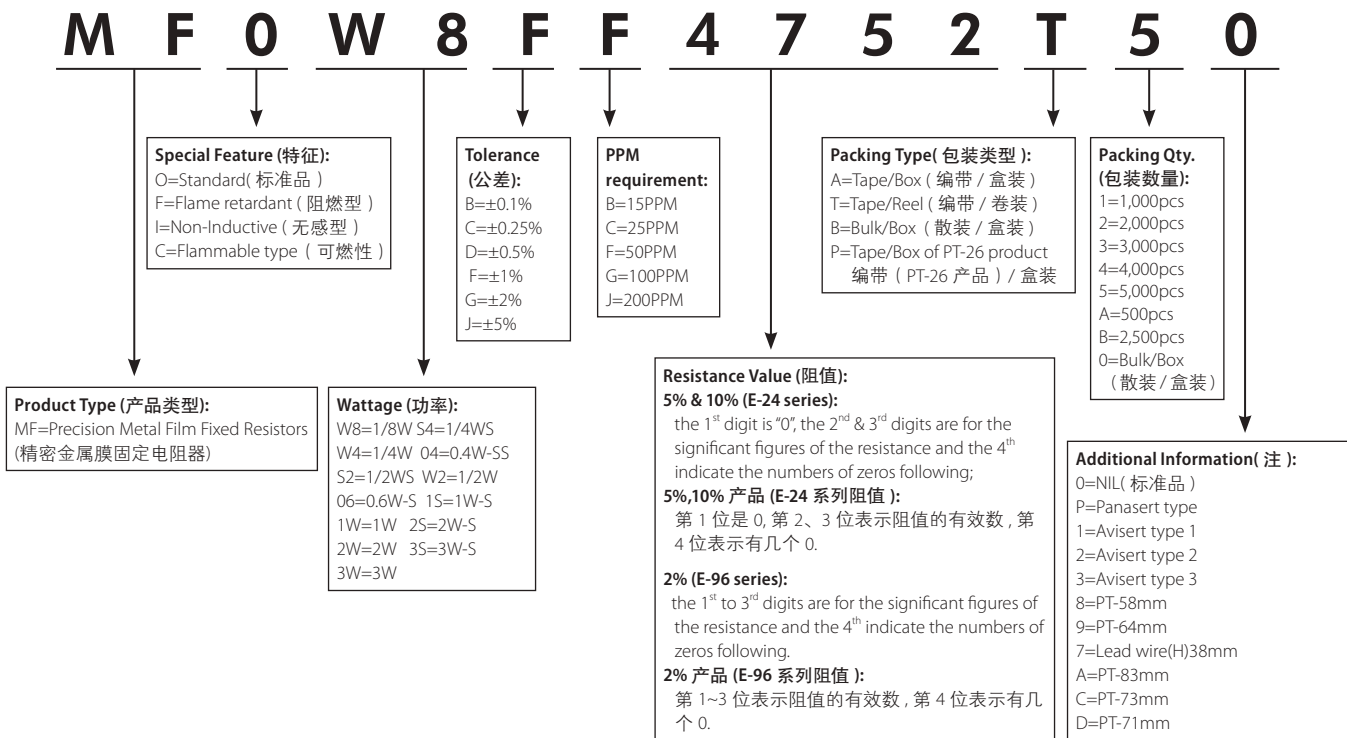 M F 0 W 8 F F 4 7 5 2 T 5 0
Special Feature (特征):
O=Standard( 标准品 )
F=Flame retardant ( 阻燃型 )
I=Non-Inductive ( 无感型 )
C=Flammable type ( 可燃性 )
Tolerance
(公差):
B=±0.1%
C=±0.25%
D=±0.5%
F=±1%
G=±2%
J=±5%
PPM
requirement:
B=15PPM
C=25PPM
F=50PPM
G=100PPM
J=200PPM
Packing Type( 包装类型 ):
A=Tape/Box ( 编带 / 盒装 )
T=Tape/Reel ( 编带 / 卷装 )
B=Bulk/Box ( 散装 / 盒装 )
P=Tape/Box of PT-26 product
编带 ( PT-26 产品 ) / 盒装
Packing Qty.
(包装数量):
1=1,000pcs
2=2,000pcs
3=3,000pcs
4=4,000pcs
5=5,000pcs
A=500pcs
B=2,500pcs
0=Bulk/Box
( 散装 / 盒装 )
Product Type (产品类型):
MF=Precision Metal Film Fixed Resistors
(精密金属膜固定电阻器)
Wattage (功率):
W8=1/8W S4=1/4WS
W4=1/4W 04=0.4W-SS
S2=1/2WS W2=1/2W
06=0.6W-S 1S=1W-S
1W=1W 2S=2W-S
2W=2W 3S=3W-S
3W=3W
Resistance Value (阻值):
5% & 10% (E-24 series):
the 1st digit is "0", the 2nd & 3rd digits are for the
significant figures of the resistance and the 4th
indicate the numbers of zeros following;
5%,10% 产品 (E-24 系列阻值 ):
第 1 位是 0, 第 2、3 位表示阻值的有效数 , 第
4 位表示有几个 0.
2% (E-96 series):
the 1st to 3rd digits are for the significant figures of
the resistance and the 4th indicate the numbers of
zeros following.
2% 产品 (E-96 系列阻值 ):
第 1~3 位表示阻值的有效数 , 第 4 位表示有几
个 0.
Additional Information( 注 ):
0=NIL( 标准品 )
P=Panasert type
1=Avisert type 1
2=Avisert type 2
3=Avisert type 3
8=PT-58mm
9=PT-64mm
7=Lead wire(H)38mm
A=PT-83mm
C=PT-73mm
D=PT-71mm